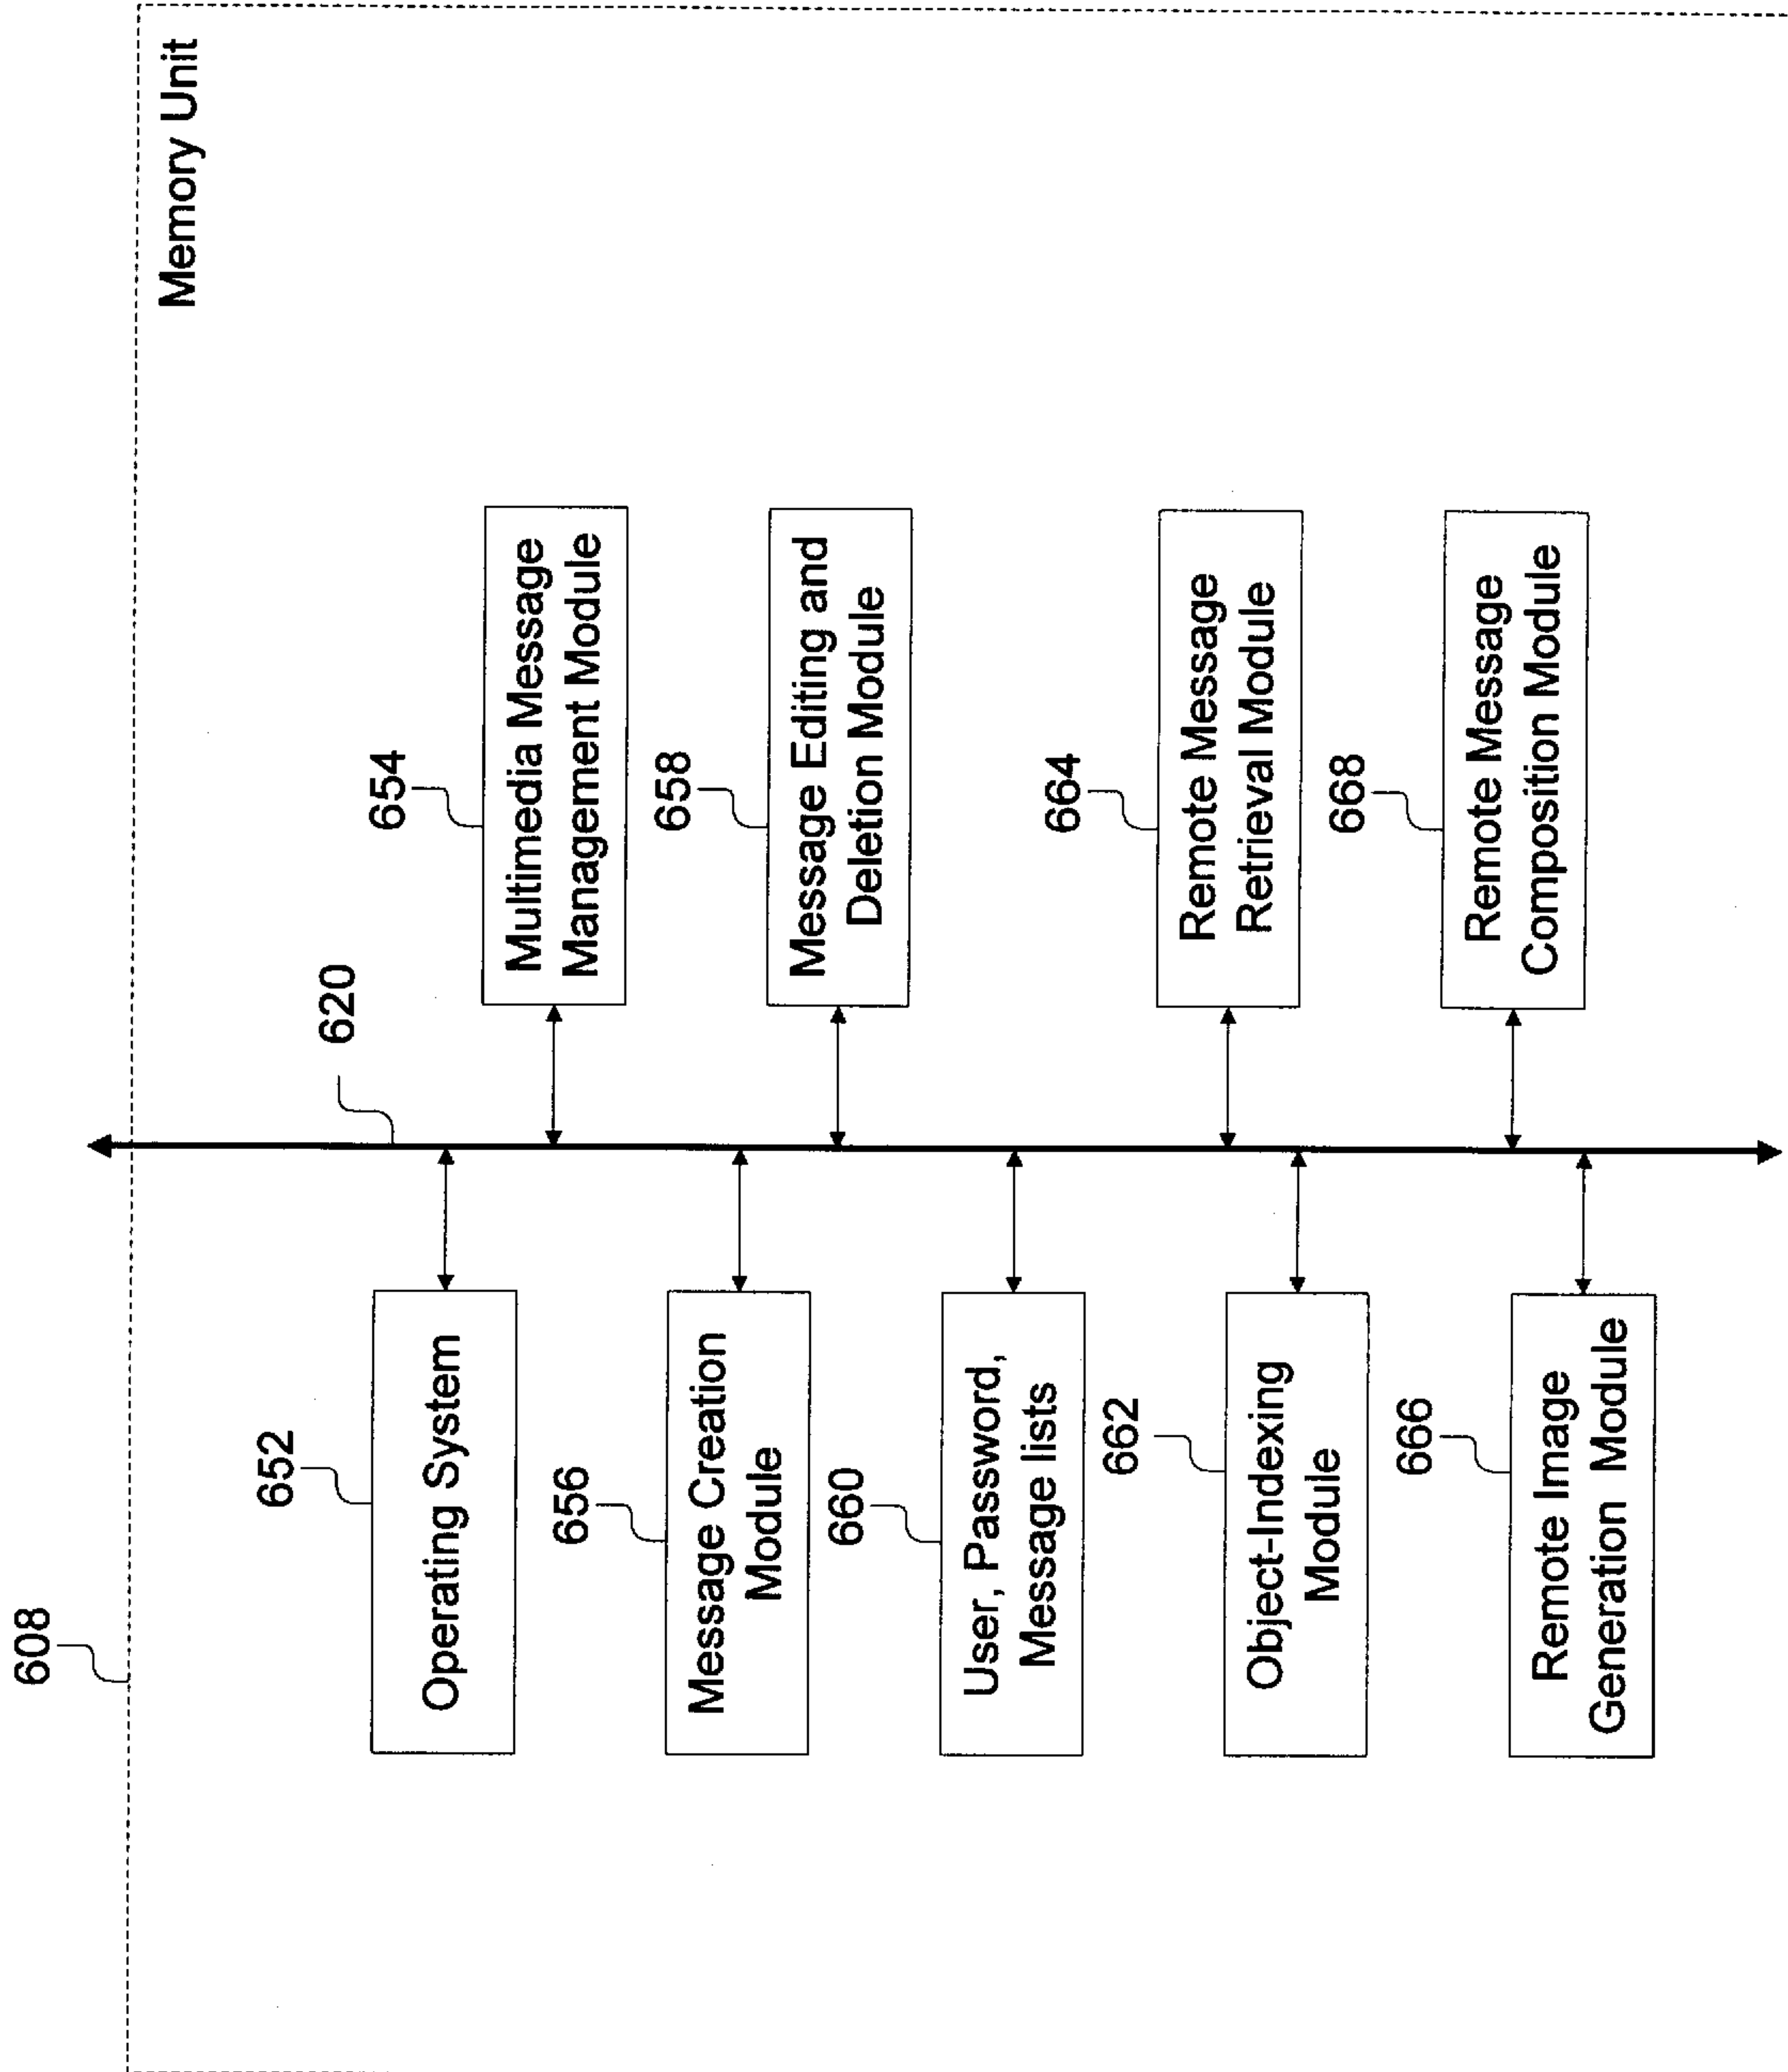 608
Memory Unit
620
652
Operating System
654
Multimedia Message
Management Module
656
Message Creation
Module
658
Message Editing and
Deletion Module
660
User, Password,
Message lists
662
Object-Indexing
Module
664
Remote Message
Retrieval Module
666
Remote Image
Generation Module
668
Remote Message
Composition Module